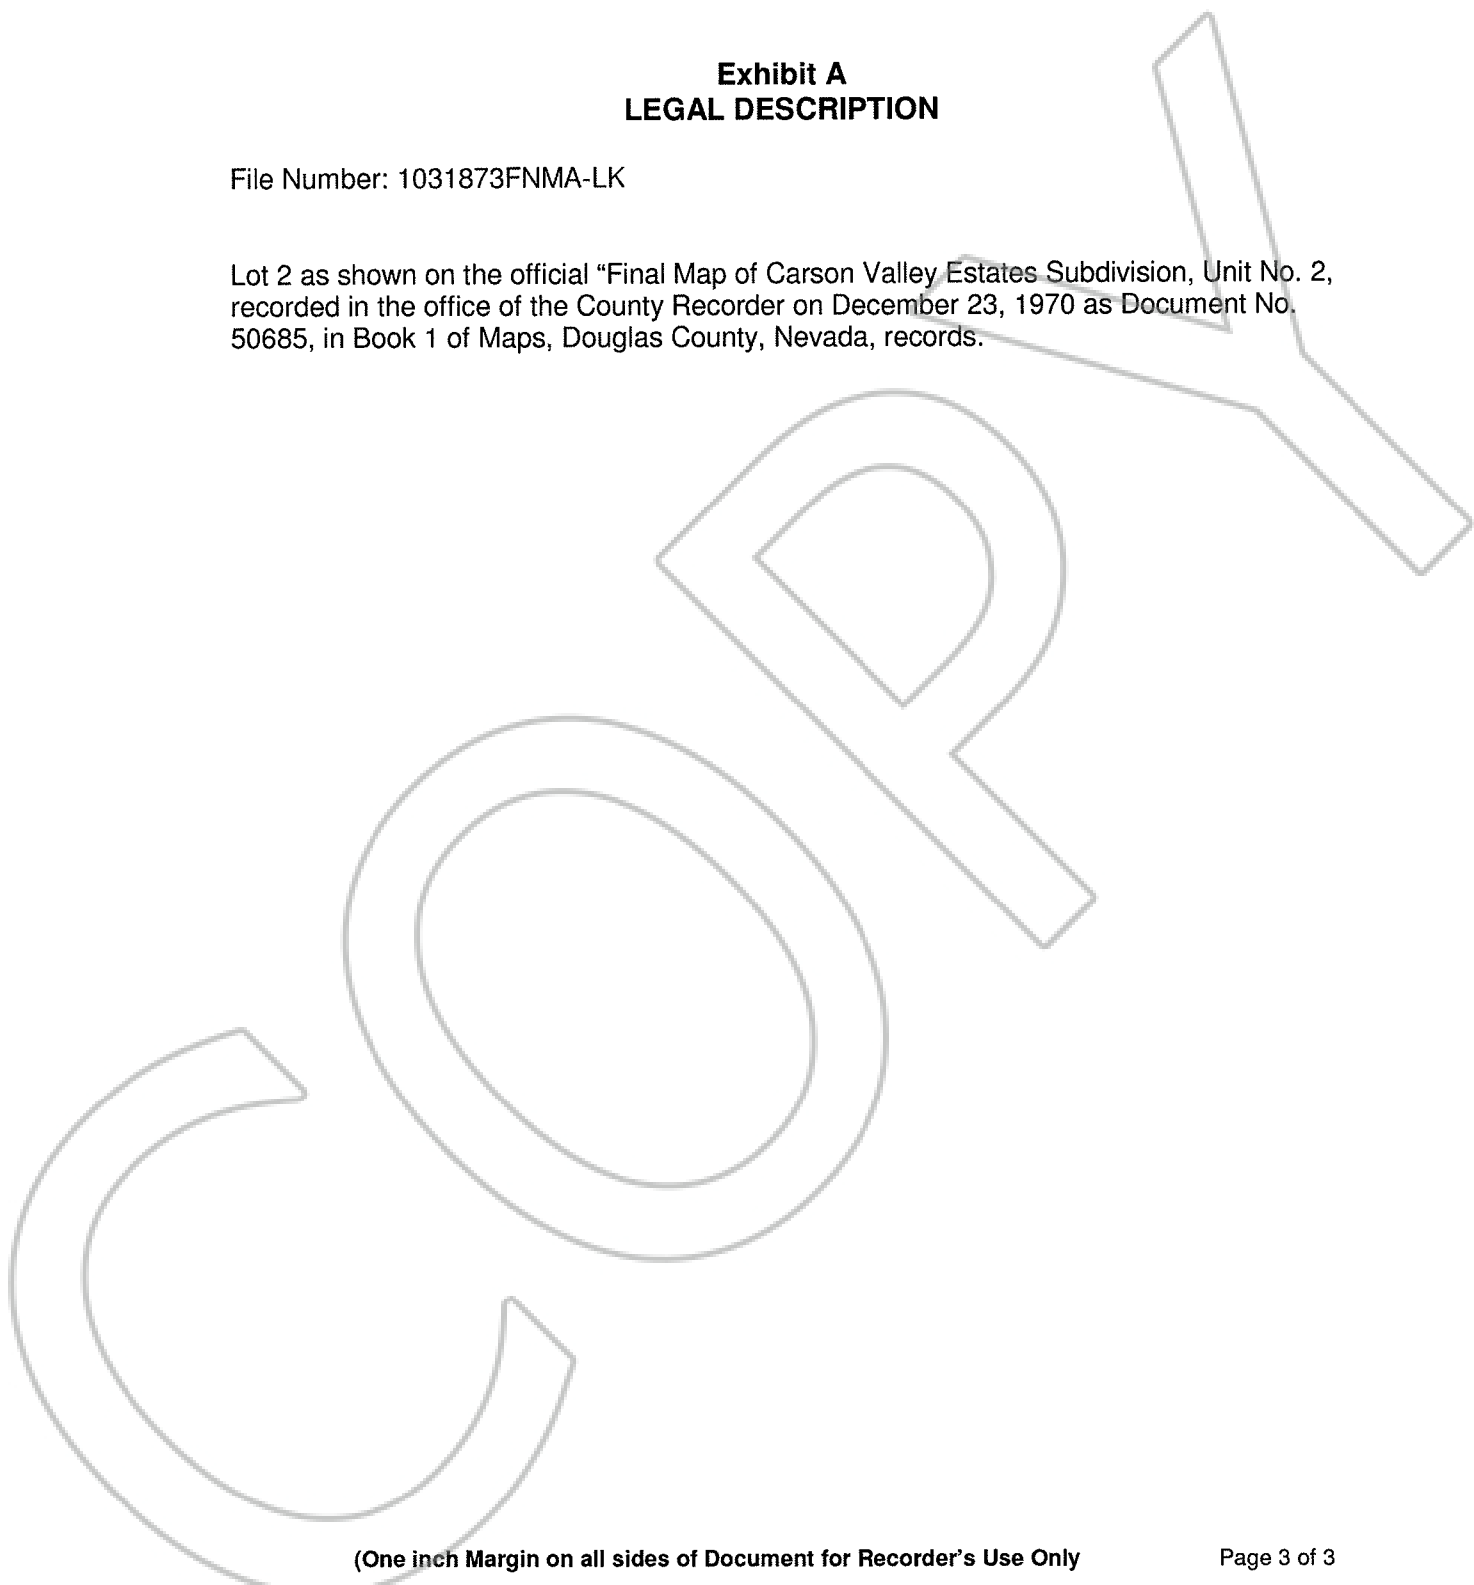 Exhibit A
LEGAL DESCRIPTION
File Number: 1031873FNMA-LK
Lot 2 as shown on the official “Final Map of Carson Valley Estates Subdivision, Unit No. 2,
recorded in the office of the County Recorder on December 23, 1970 as Document No.
50685, in Book 1 of Maps, Douglas County, Nevada, records.
COPY
(One inch Margin on all sides of Document for Recorder’s Use Only
Page 3 of 3